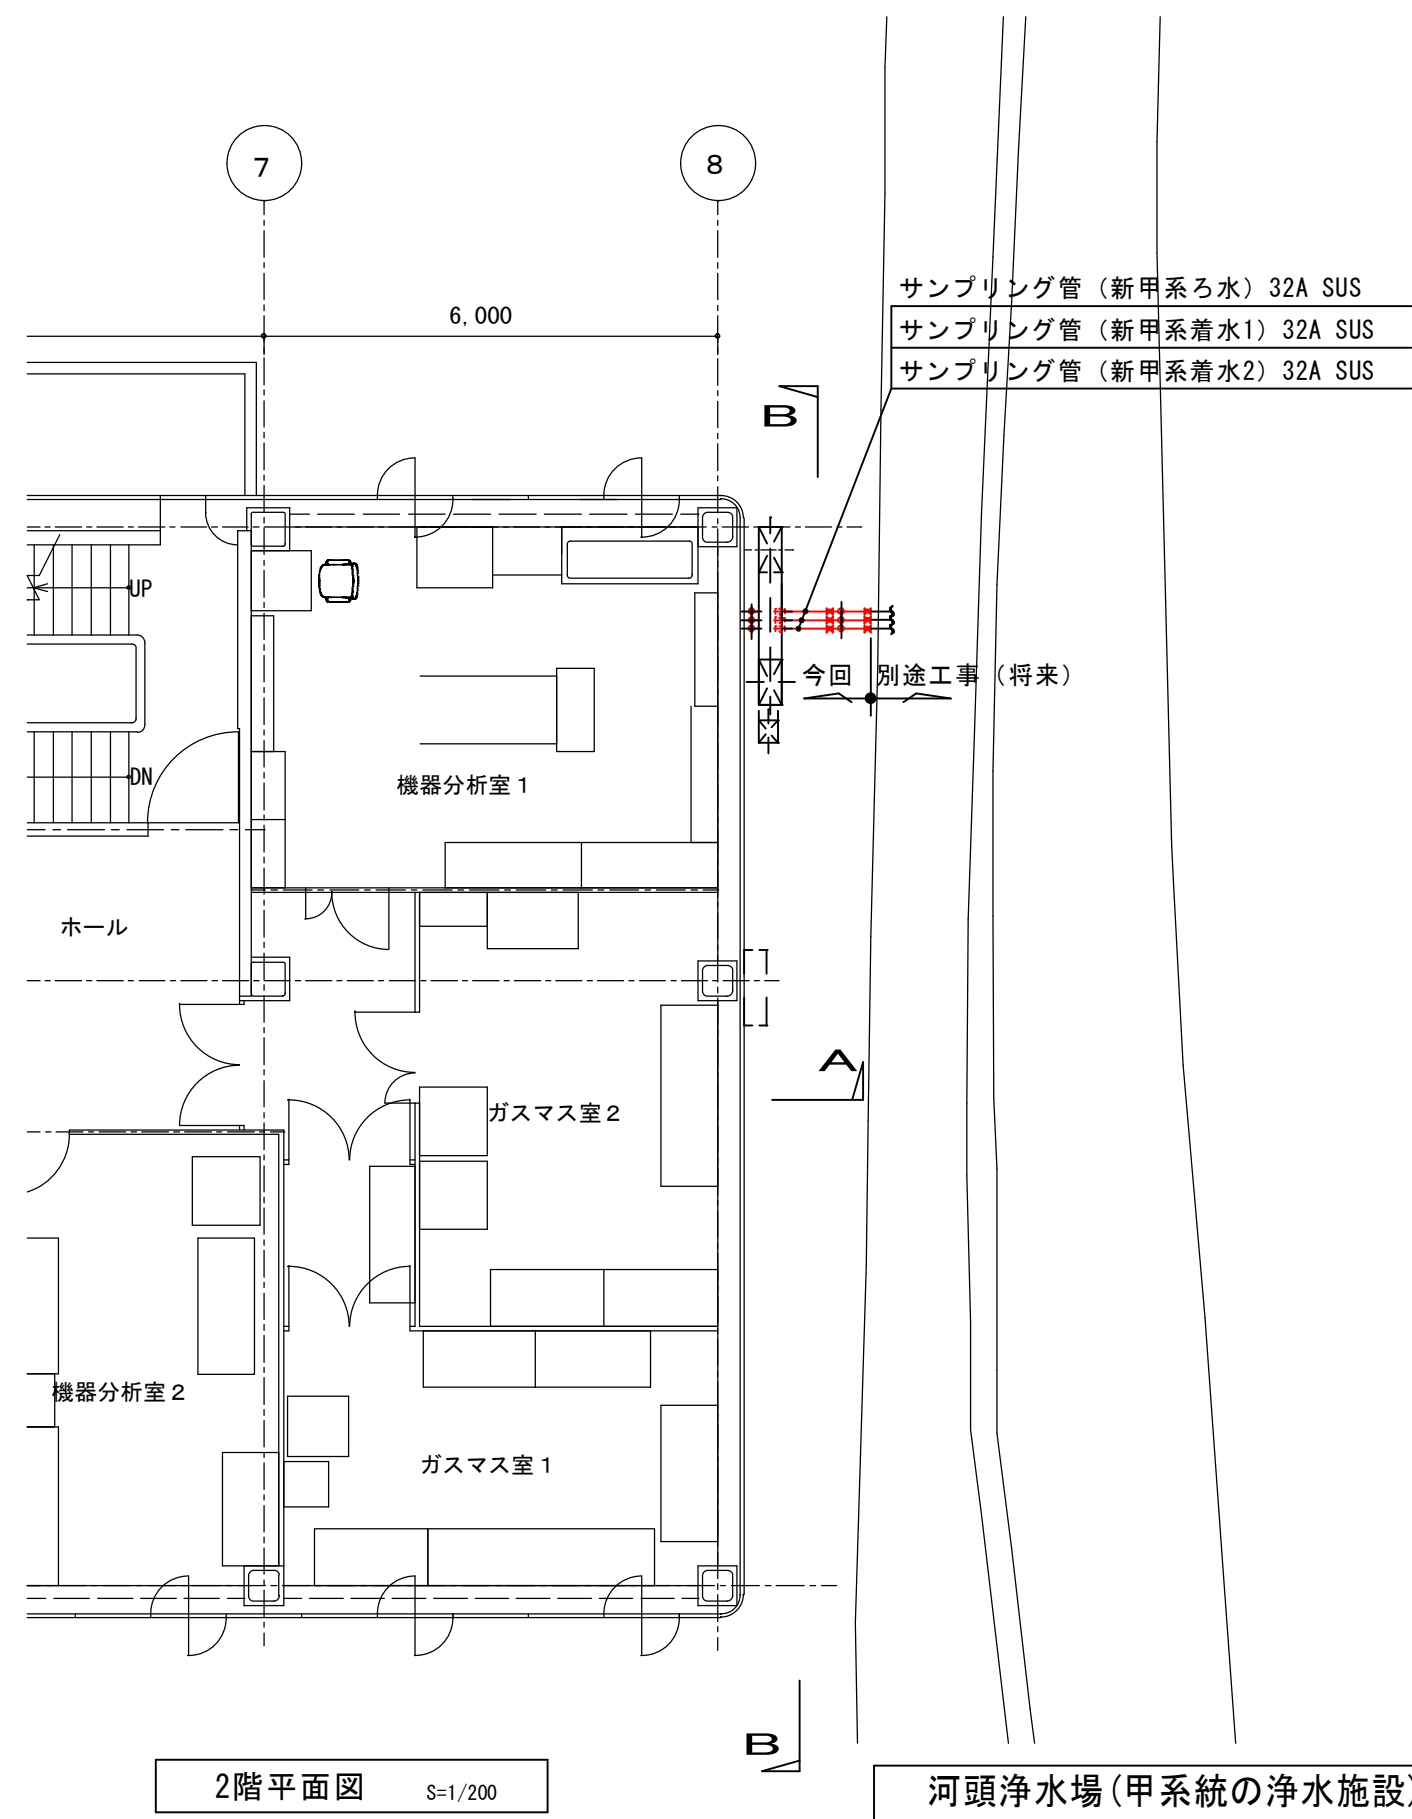 7
8
6,000
サンプリング管（新甲系ろ水）32A SUS
サンプリング管（新甲系着水1）32A SUS
サンプリング管（新甲系着水2）32A SUS
B
UP
今回 別途工事（将来）
DN
機器分析室１
ホール
A
ガスマス室２
機器分析室２
ガスマス室１
B
2階平面図 S=1/200
河頭浄水場(甲系統の浄水施設)